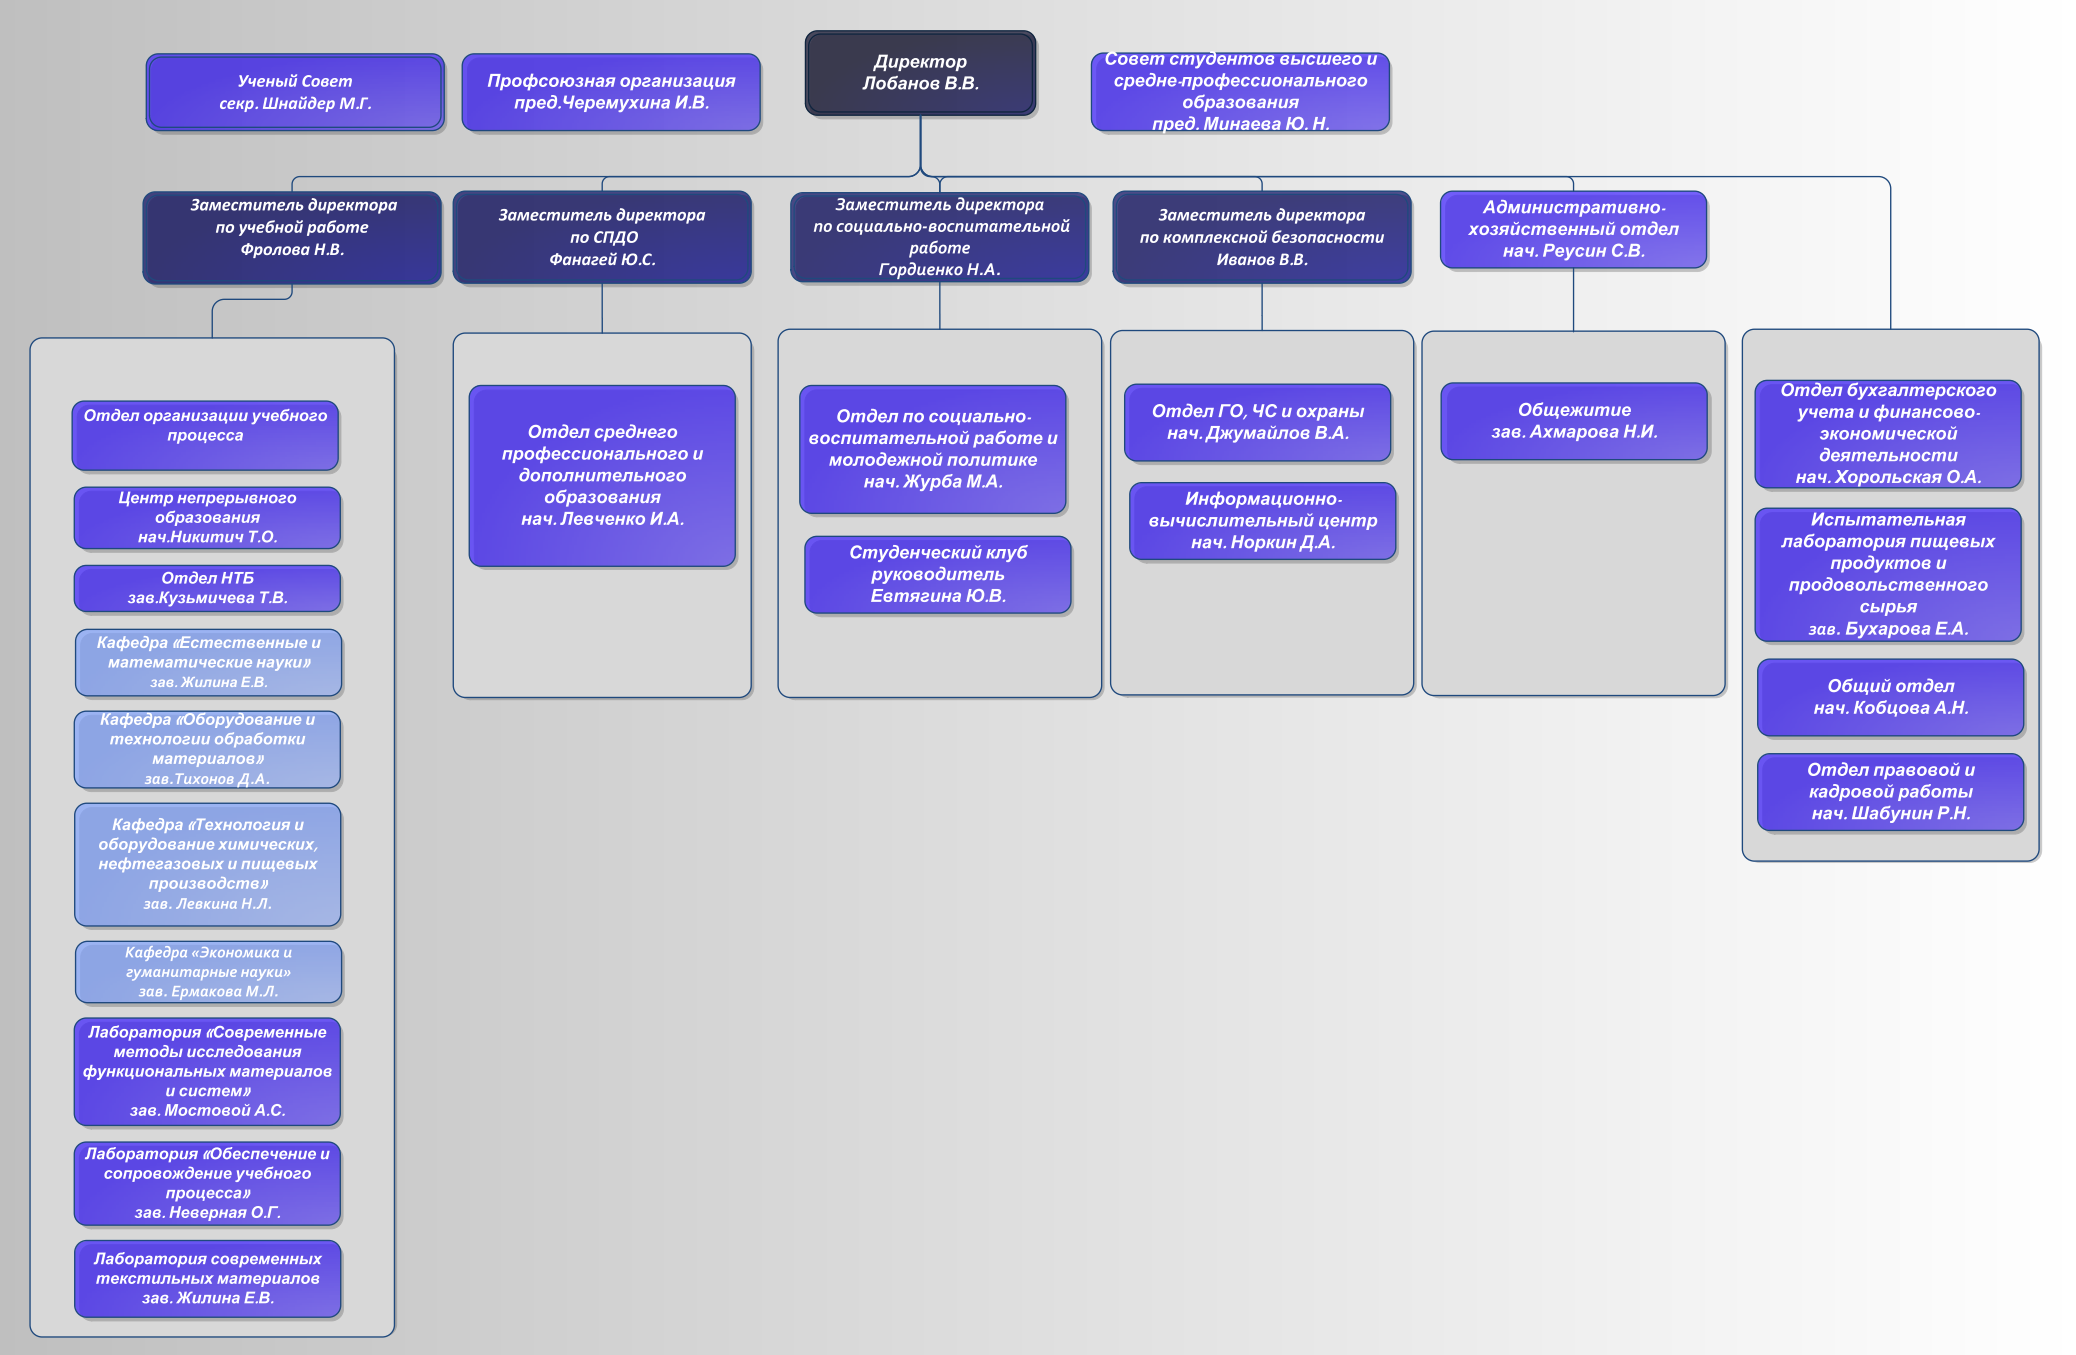 Ученый Совет
секр. Шнайдер М.Г.
Профсоюзная организация
пред.Черемухина И.В.
Директор
Лобанов В.В.
Совет студентов высшего и
средне-профессионального
образования
пред. Минаева Ю. Н.
Заместитель директора
по учебной работе
Фролова Н.В.
Заместитель директора
по СПДО
Фанагей Ю.С.
Заместитель директора
по социально-воспитательной
работе
Гордиенко Н.А.
Заместитель директора
по комплексной безопасности
Иванов В.В.
Административно-
хозяйственный отдел
нач. Реусин С.В.
Отдел организации учебного
процесса
Центр непрерывного
образования
нач.Никитич Т.О.
Отдел НТБ
зав.Кузьмичева Т.В.
Кафедра «Естественные и
математические науки»
зав. Жилина Е.В.
Кафедра «Оборудование и
технологии обработки
материалов»
зав.Тихонов Д.А.
Кафедра «Технология и
оборудование химических,
нефтегазовых и пищевых
производств»
зав. Левкина Н.Л.
Кафедра «Экономика и
гуманитарные науки»
зав. Ермакова М.Л.
Лаборатория «Современные
методы исследования
функциональных материалов
и систем»
зав. Мостовой А.С.
Лаборатория «Обеспечение и
сопровождение учебного
процесса»
зав. Неверная О.Г.
Лаборатория современных
текстильных материалов
зав. Жилина Е.В.
Отдел среднего
профессионального и
дополнительного
образования
нач. Левченко И.А.
Отдел по социально-
воспитательной работе и
молодежной политике
нач. Журба М.А.
Студенческий клуб
руководитель
Евтягина Ю.В.
Отдел ГО, ЧС и охраны
нач. Джумайлов В.А.
Информационно-
вычислительный центр
нач. Норкин Д.А.
Общежитие
зав. Ахмарова Н.И.
Отдел бухгалтерского
учета и финансово-
экономической
деятельности
нач. Хорольская О.А.
Испытательная
лаборатория пищевых
продуктов и
продовольственного
сырья
зав. Бухарова Е.А.
Общий отдел
нач. Кобцова А.Н.
Отдел правовой и
кадровой работы
нач. Шабунин Р.Н.